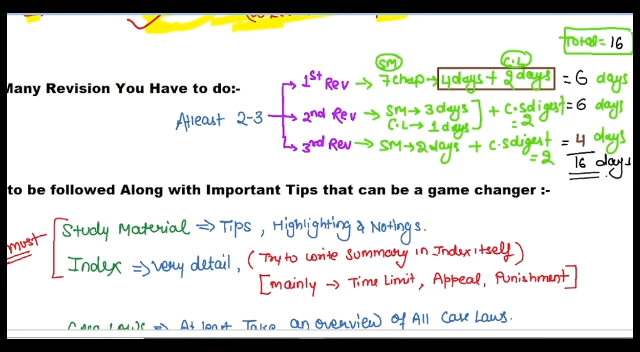 Total= 16
SM
C.L
1st Rev → 7 chap → 4 days + 2 days = 6 days
Many Revision You Have to do:-
Atleast 2-3
2nd Rev → SM → 3 days + C.S digest = 6 days
C.L → 1 days = 2
3rd Rev → SM → 2 days + C.S digest = 4 days
= 2
16 days
to be followed Along with Important Tips that can be a game changer :-
must
Study Material ⇒ Tips, Highlighting & Notings.
Index ⇒ very detail, (Try to write Summary in Index itself)
[mainly → Time Limit, Appeal, Punishment]
Case Laws ⇒ At least Take an overview of All Case Laws.